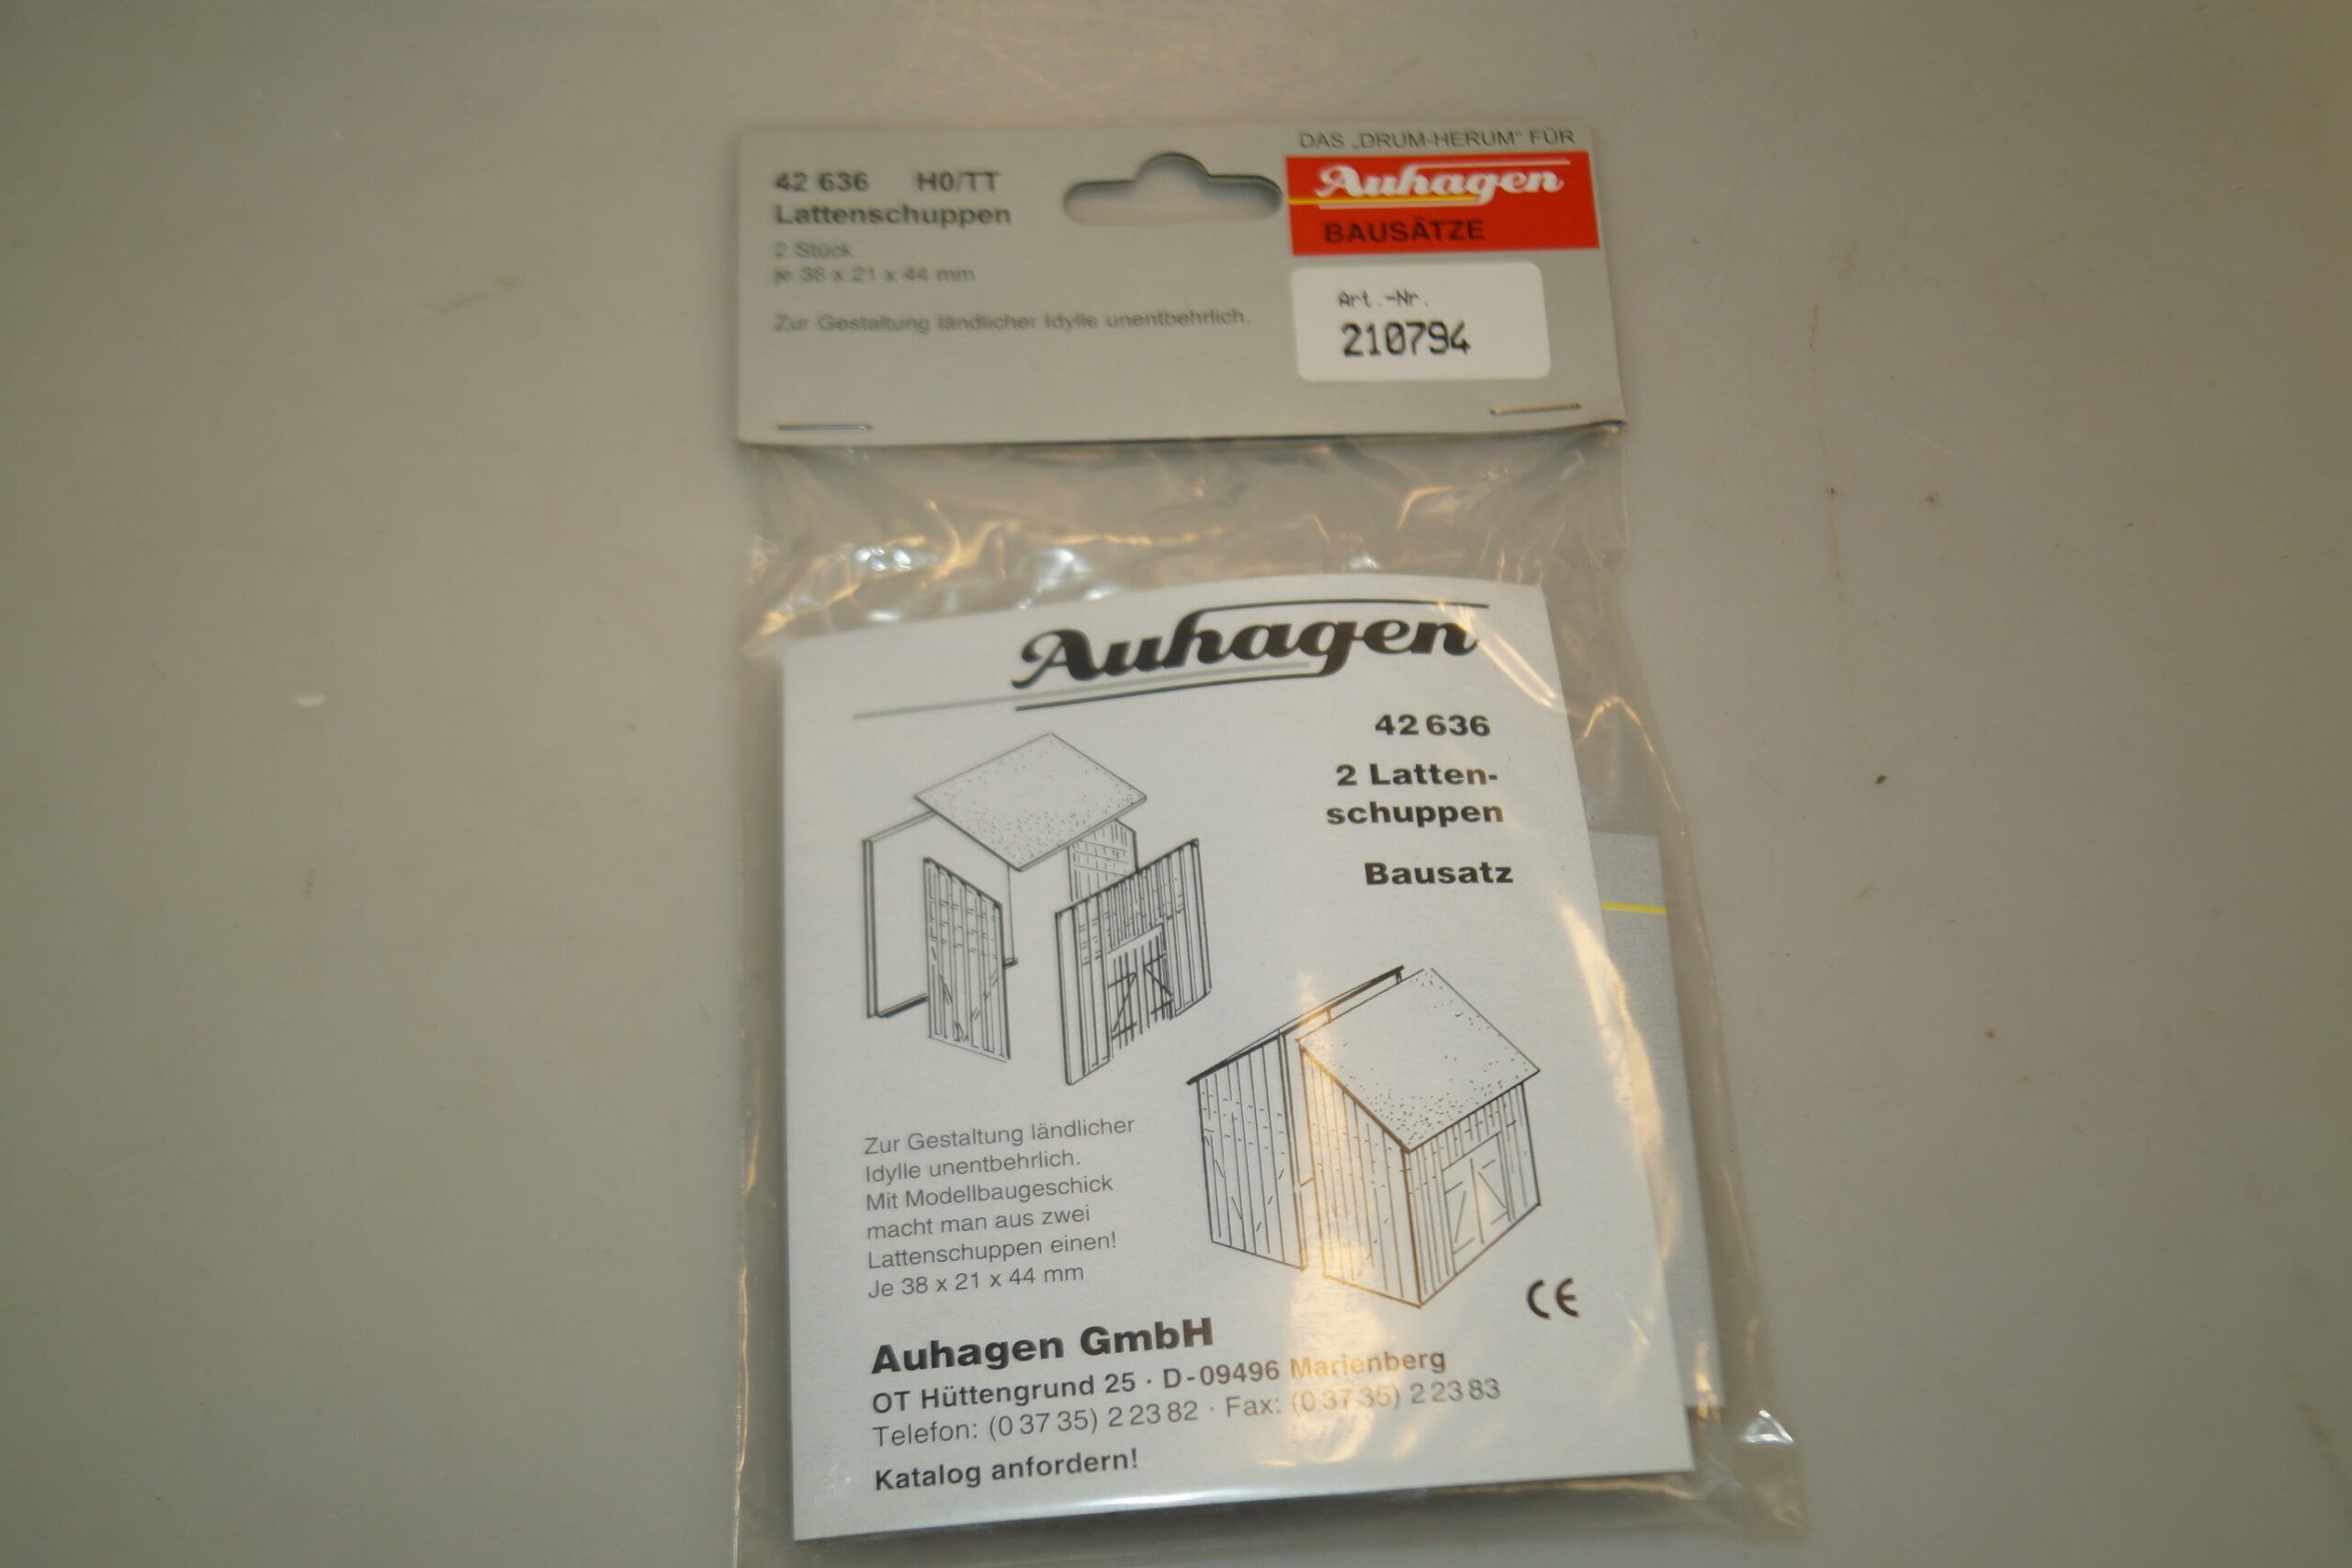 DAS „DRUM-HERUM“ FÜR
Auhagen
BAUSÄTZE
42 636 H0/TT
Lattenschuppen
2 Stück
je 38 x 21 x 44 mm
Zur Gestaltung ländlicher Idylle unentbehrlich.
Art.-Nr.
210794
Auhagen
42 636
2 Latten-
schuppen
Bausatz
Zur Gestaltung ländlicher
Idylle unentbehrlich.
Mit Modellbaugeschick
macht man aus zwei
Lattenschuppen einen!
Je 38 x 21 x 44 mm
CE
Auhagen GmbH
OT Hüttengrund 25 · D-09496 Marienberg
Telefon: (0 37 35) 2 23 82 · Fax: (0 37 35) 2 23 83
Katalog anfordern!